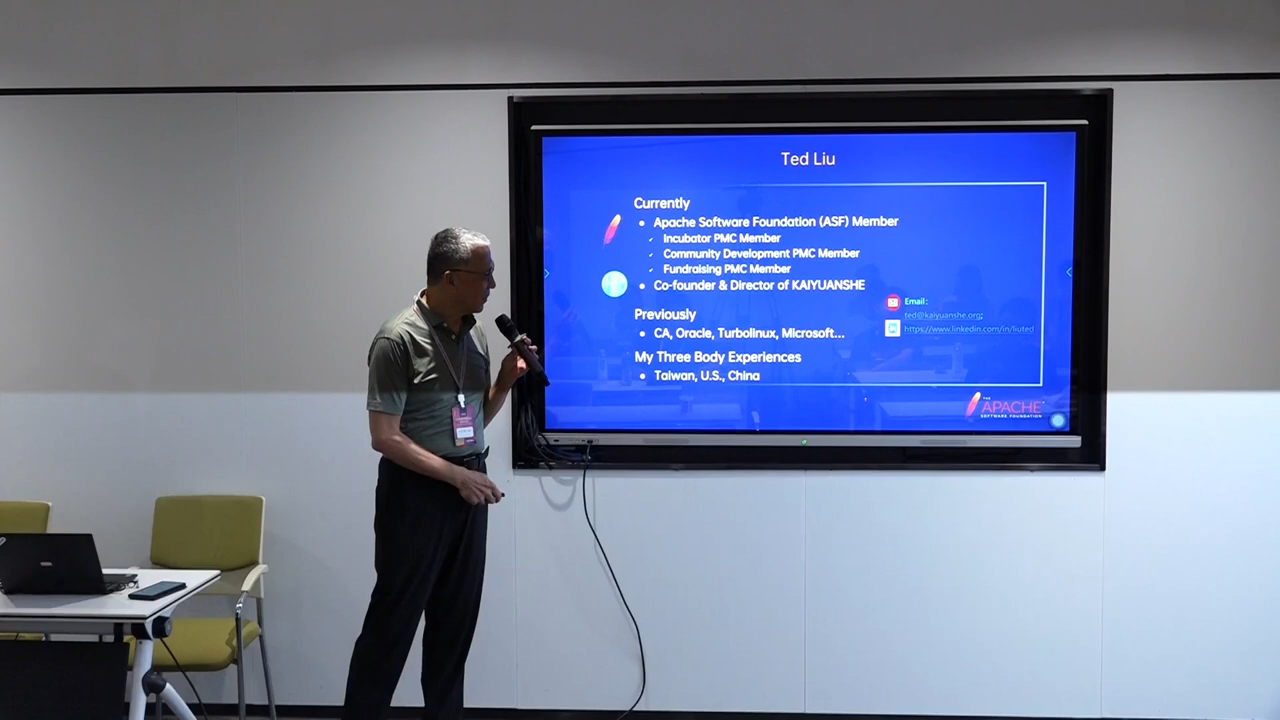 Ted Liu
Currently
Apache Software Foundation (ASF) Member
Incubator PMC Member
Community Development PMC Member
Fundraising PMC Member
Co-founder & Director of KAIYUANSHE
Email:
ted@kaiyuanshe.org;
https://www.linkedin.com/in/liuted
Previously
CA, Oracle, Turbolinux, Microsoft...
My Three Body Experiences
Taiwan, U.S., China
THE
APACHE
SOFTWARE FOUNDATION